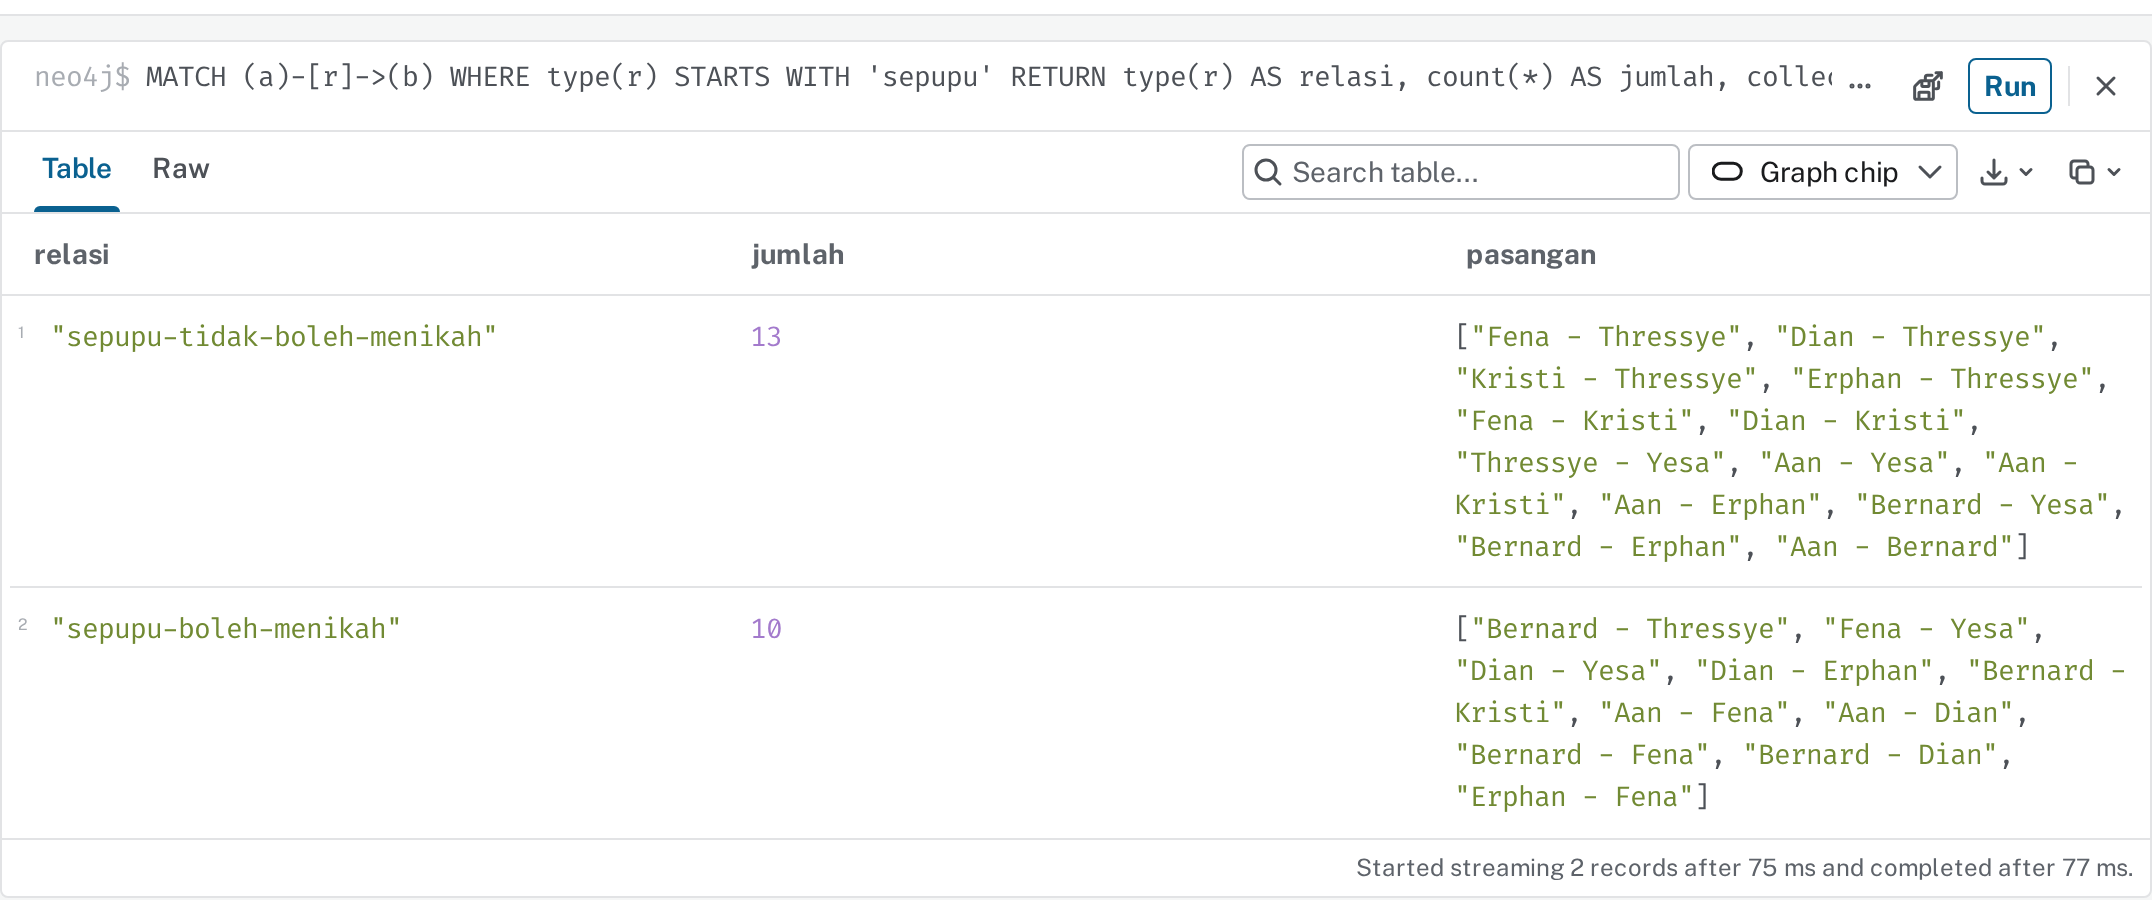 neo4j$ MATCH (a)-[r]->(b) WHERE type(r) STARTS WITH 'sepupu' RETURN type(r) AS relasi, count(*) AS jumlah, collec ...
Run
Table Raw
Search table...
Graph chip
relasi jumlah pasangan
1 "sepupu-tidak-boleh-menikah" 13 ["Fena - Thressye", "Dian - Thressye",
"Kristi - Thressye", "Erphan - Thressye",
"Fena - Kristi", "Dian - Kristi",
"Thressye - Yesa", "Aan - Yesa", "Aan -
Kristi", "Aan - Erphan", "Bernard - Yesa",
"Bernard - Erphan", "Aan - Bernard"]
2 "sepupu-boleh-menikah" 10 ["Bernard - Thressye", "Fena - Yesa",
"Dian - Yesa", "Dian - Erphan", "Bernard -
Kristi", "Aan - Fena", "Aan - Dian",
"Bernard - Fena", "Bernard - Dian",
"Erphan - Fena"]
Started streaming 2 records after 75 ms and completed after 77 ms.